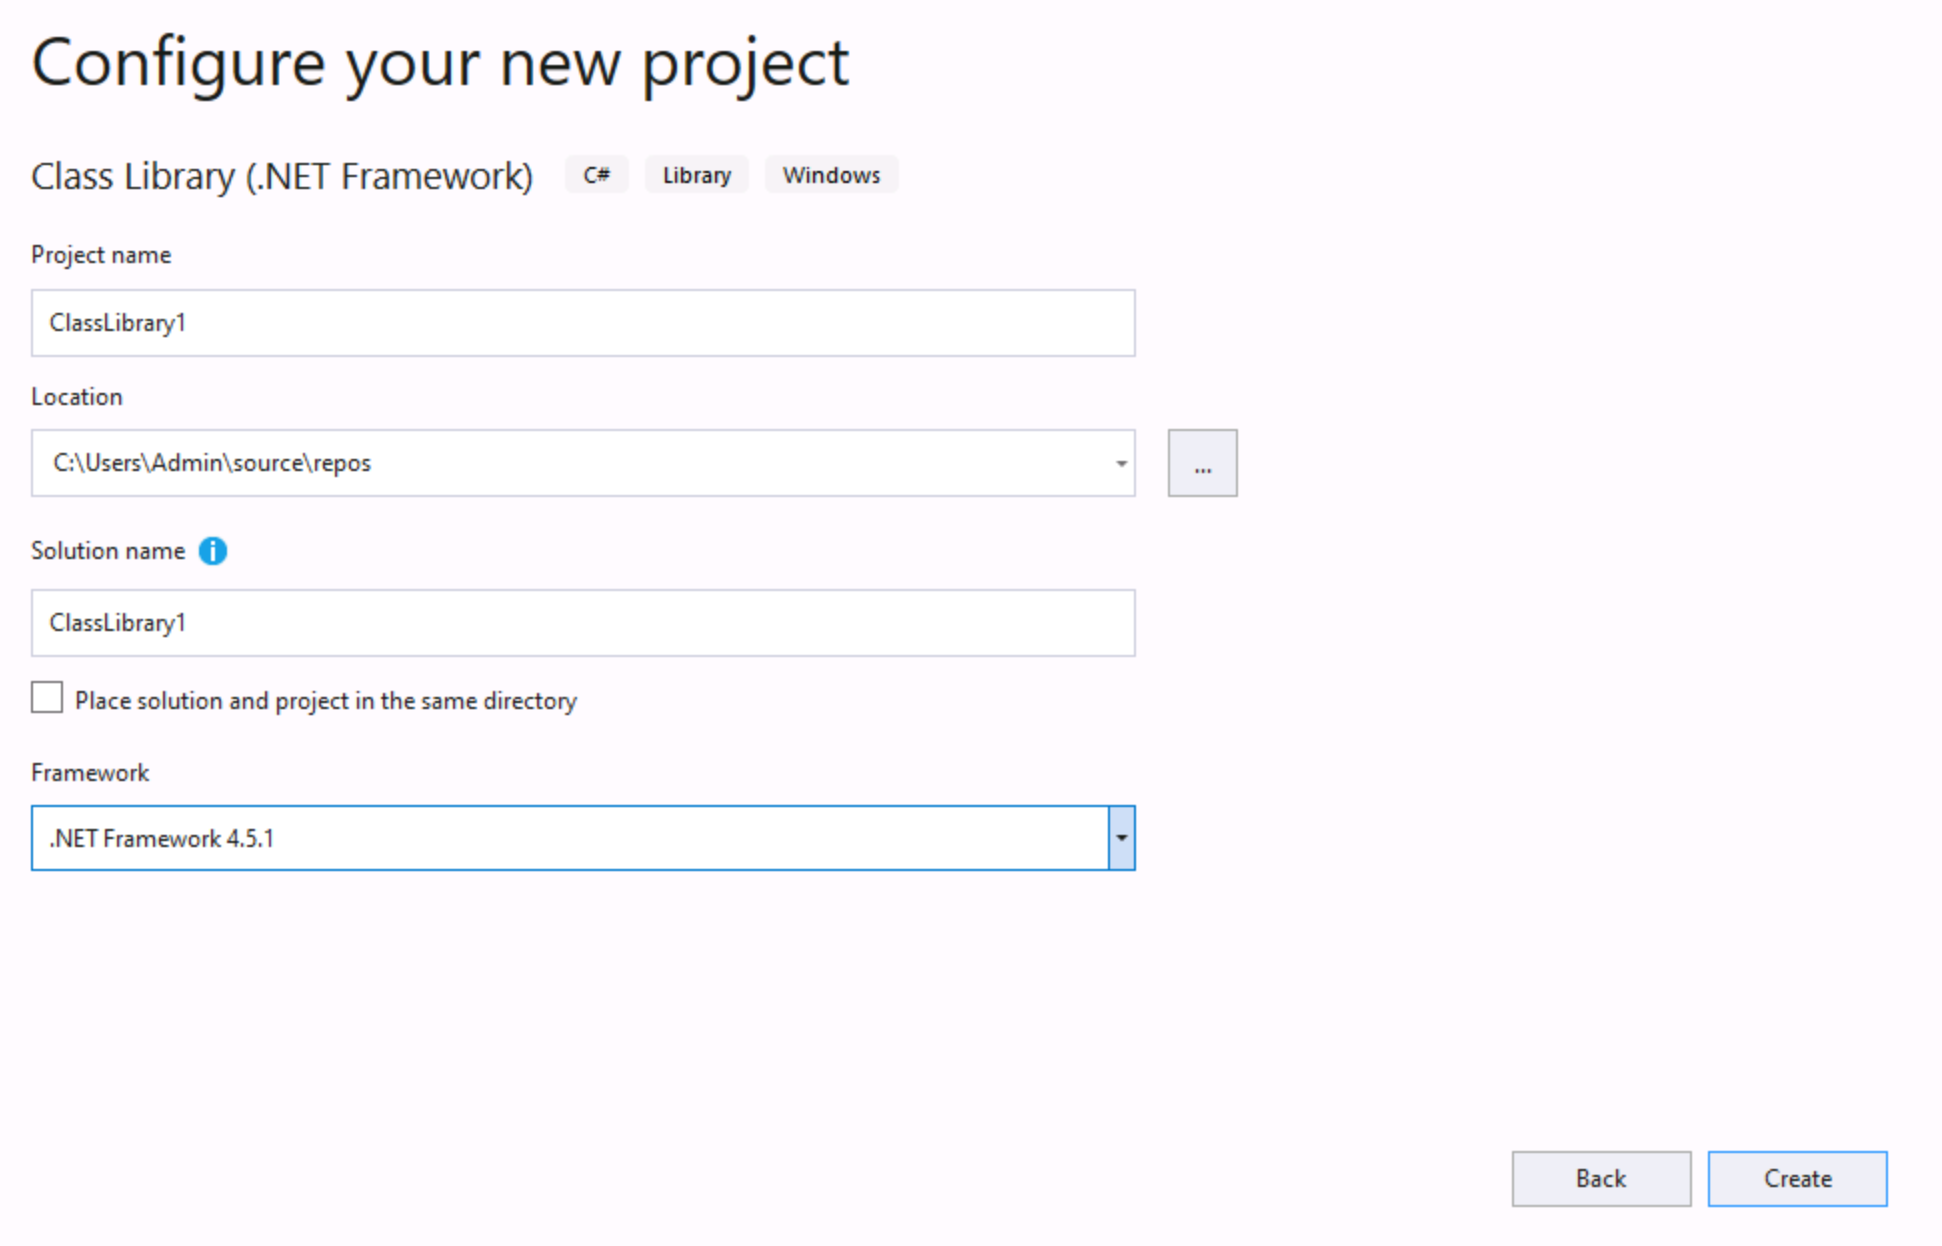 Configure your new project
Class Library (.NET Framework) C# Library Windows
Project name
ClassLibrary1
Location
C:\Users\Admin\source\repos
...
Solution name
ClassLibrary1
Place solution and project in the same directory
Framework
.NET Framework 4.5.1
Back Create